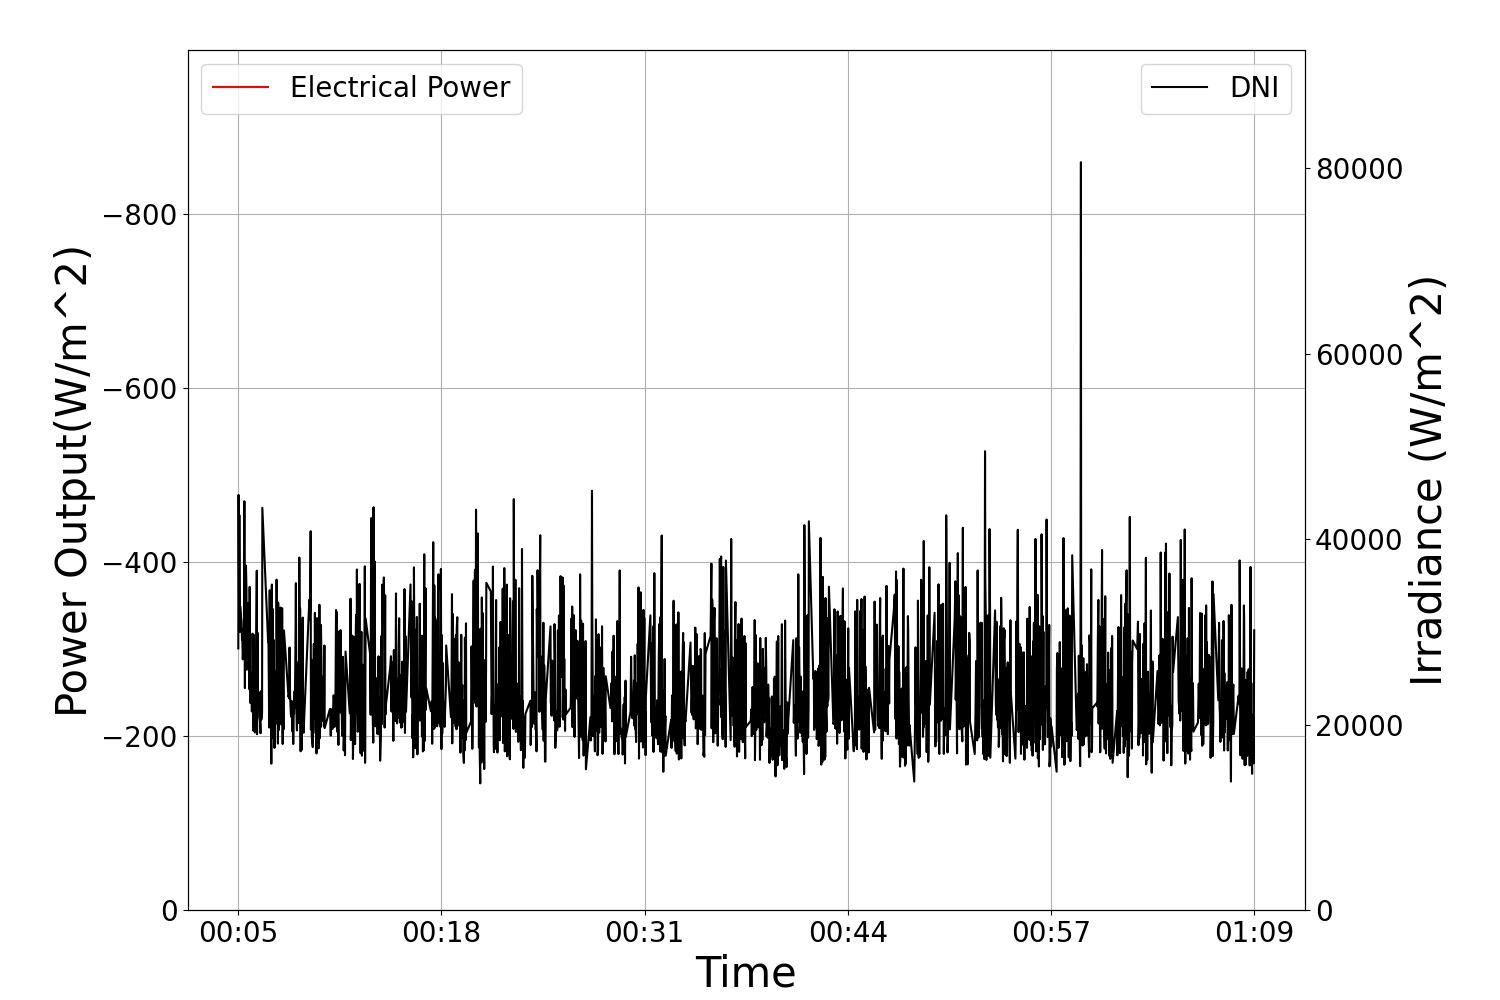 Electrical Power
DNI
Power Output(W/m^2)
−800
−600
−400
−200
0
80000
60000
40000
20000
0
Irradiance (W/m^2)
00:05 00:18 00:31 00:44 00:57 01:09
Time